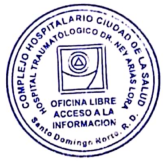 COMPLEJO HOSPITALARIO CIUDAD DE LA SALUD
HOSPITAL TRAUMATOLOGICO DR. NEY ARIAS LORA
OFICINA LIBRE
ACCESO A LA
INFORMACION
Santo Domingo Norte, R. D.